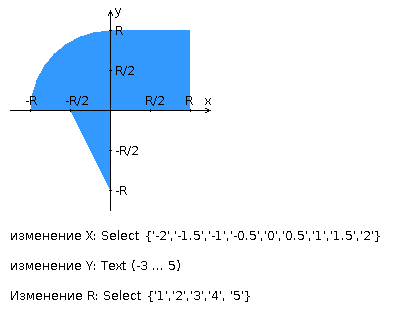 y
R
R/2
-R
-R/2
R/2
R
x
-R/2
-R
изменение X: Select {'-2','-1.5','-1','-0.5','0','0.5','1','1.5','2'}
изменение Y: Text (-3 ... 5)
Изменение R: Select {'1','2','3','4', '5'}